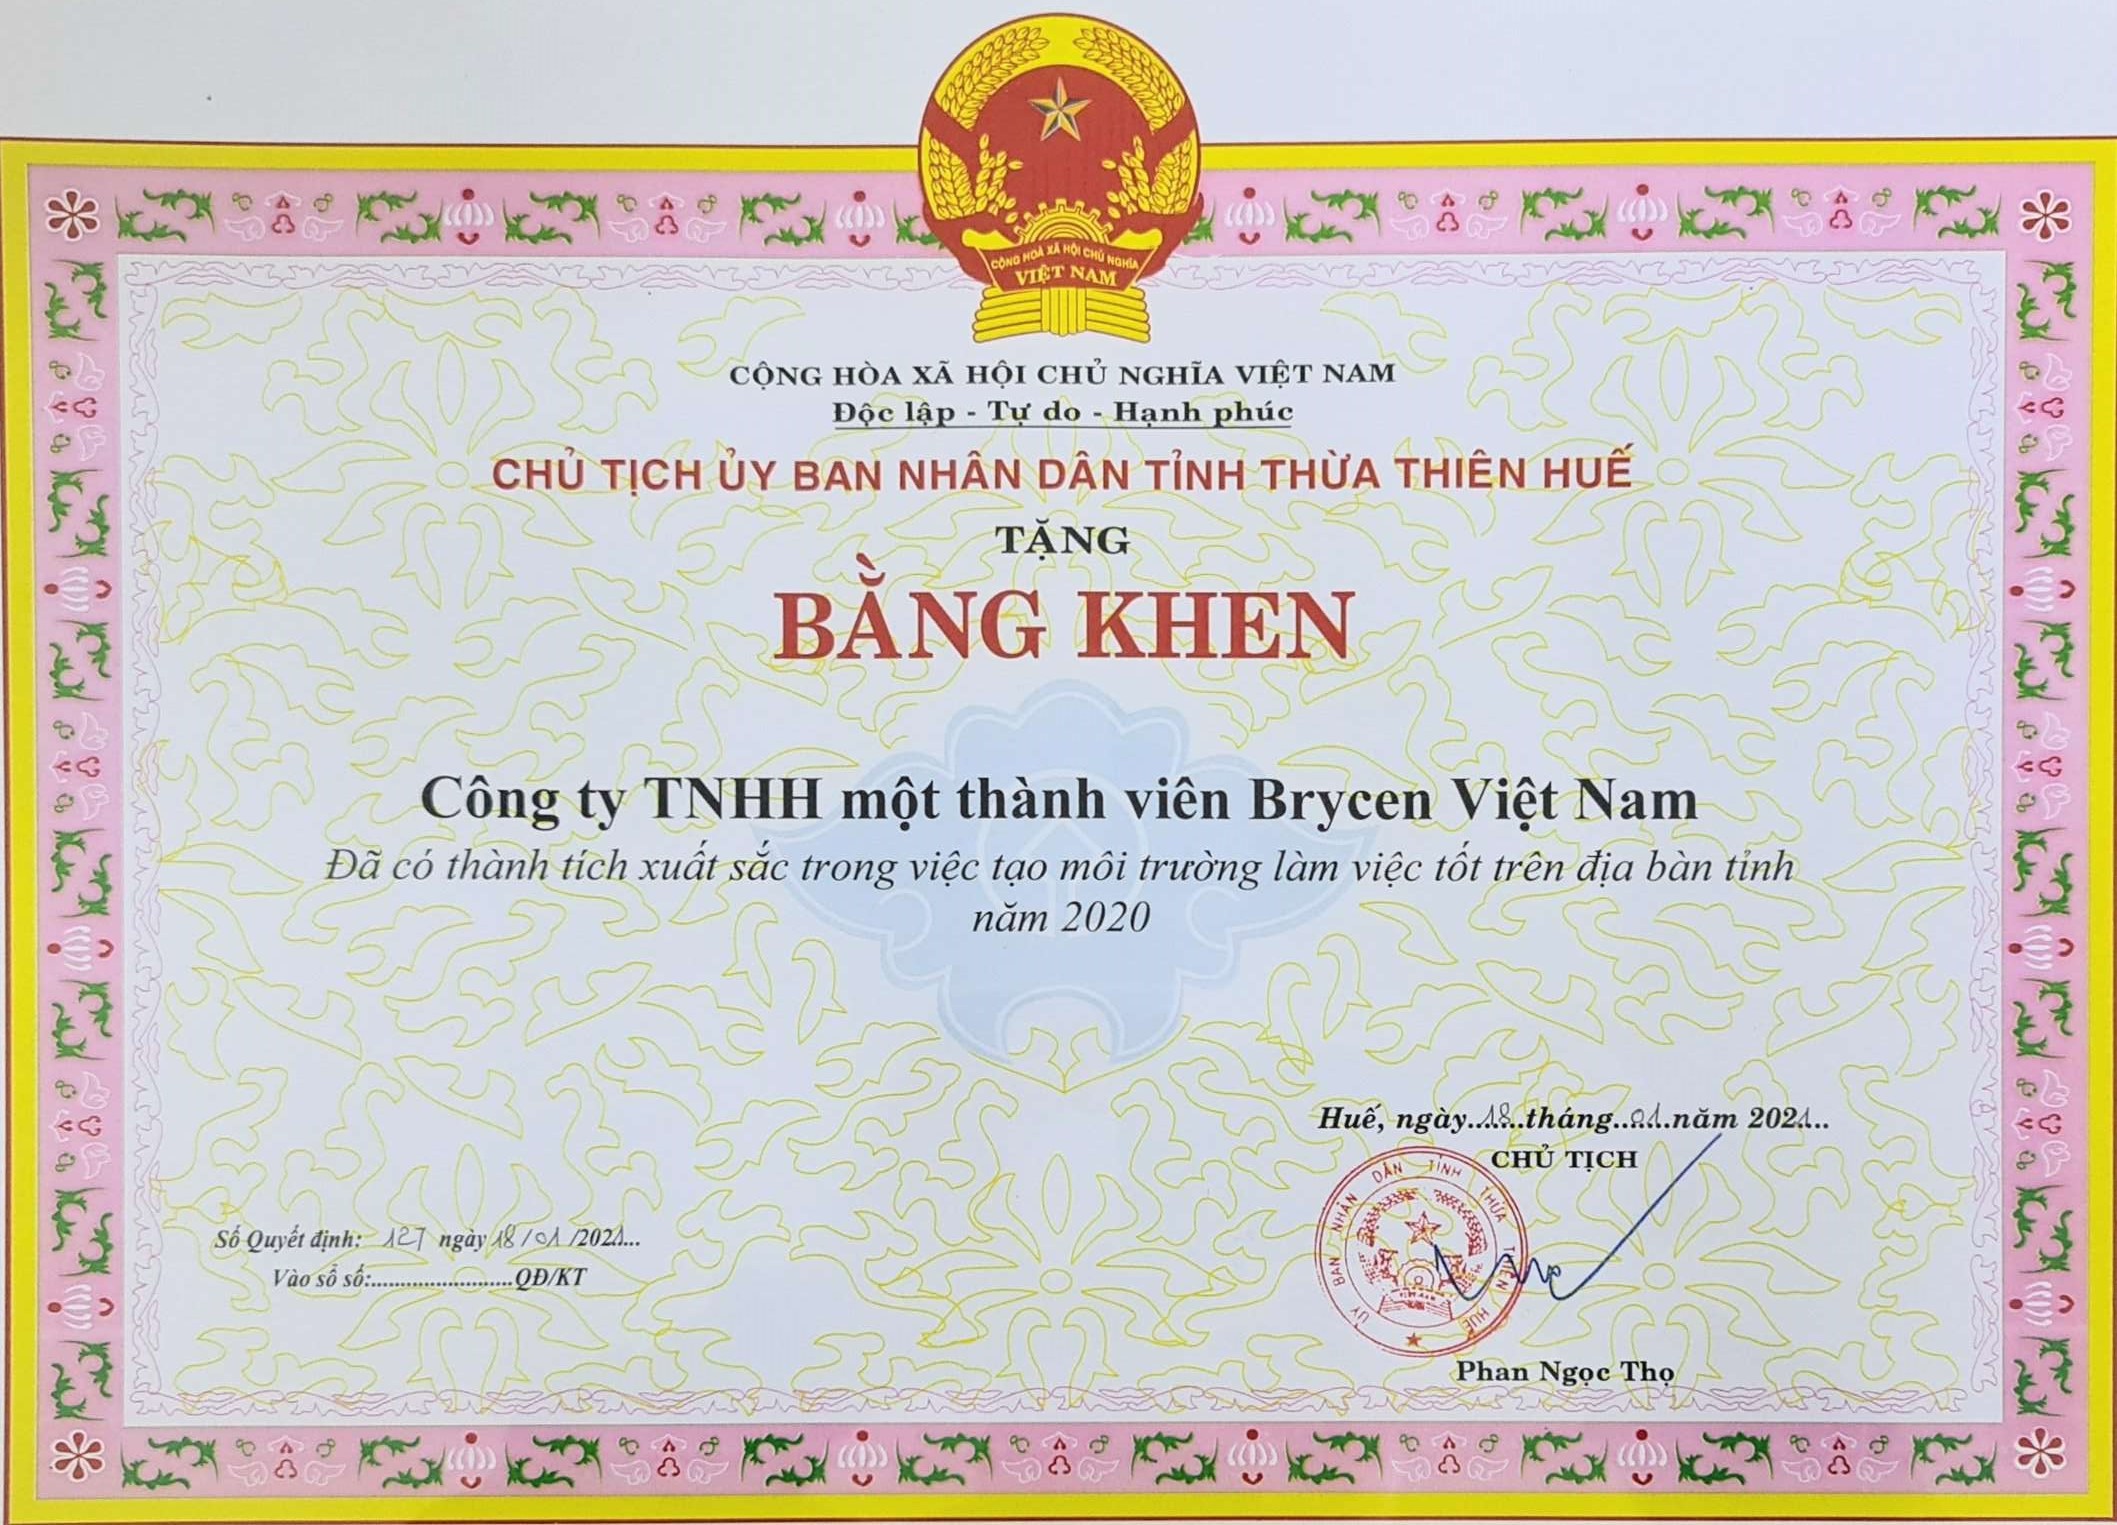 CỘNG HOÀ XÃ HỘI CHỦ NGHĨA
VIỆT NAM
CỘNG HÒA XÃ HỘI CHỦ NGHĨA VIỆT NAM
Độc lập - Tự do - Hạnh phúc
CHỦ TỊCH ỦY BAN NHÂN DÂN TỈNH THỪA THIÊN HUẾ
TẶNG
BẰNG KHEN
Công ty TNHH một thành viên Brycen Việt Nam
Đã có thành tích xuất sắc trong việc tạo môi trường làm việc tốt trên địa bàn tỉnh
năm 2020
Huế, ngày..18....tháng...01..năm 2021...
CHỦ TỊCH
ỦY BAN NHÂN DÂN TỈNH THỪA THIÊN HUẾ
Số Quyết định: 127 ngày 18/01/2021...
Vào sổ số:.........................QĐ/KT
Phan Ngọc Thọ